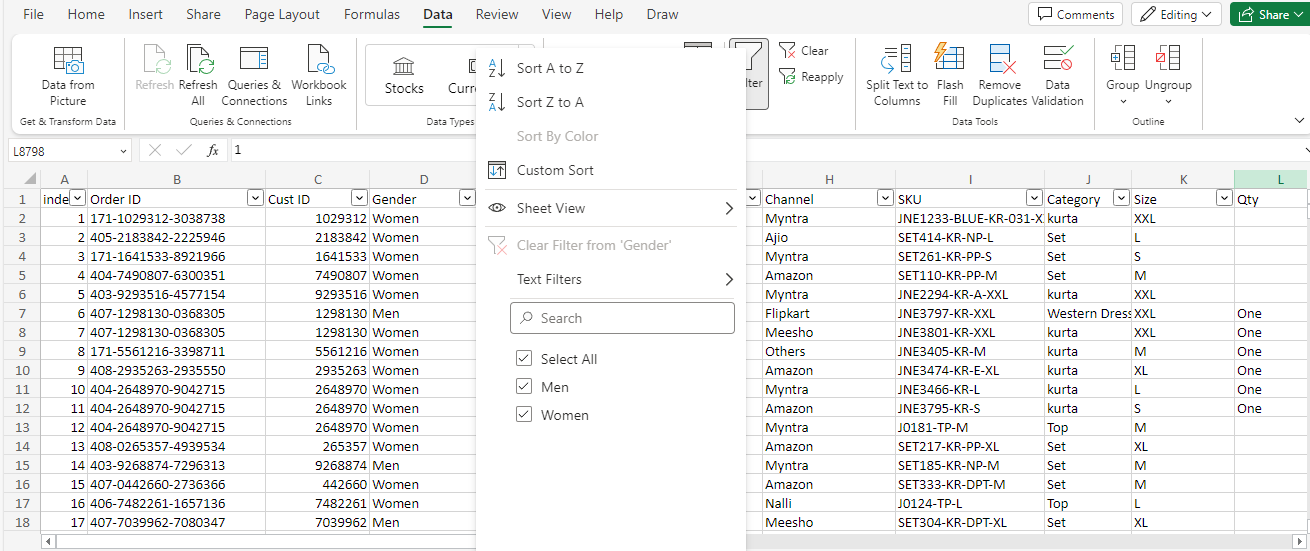 File Home Insert Share Page Layout Formulas Data Review View Help Draw
Comments Editing Share
Data from Picture
Refresh
Refresh All
Queries & Connections
Workbook Links
Stocks
Clear
Reapply
Split Text to Columns
Flash Fill
Remove Duplicates
Data Validation
Group
Ungroup
Get & Transform Data Queries & Connections Data Types Data Tools Outline
L8798 fx 1
A B C D H I J K L
1 Order ID Cust ID Gender Channel SKU Category Size Qty
2 1 171-1029312-3038738 1029312 Women Myntra JNE1233-BLUE-KR-031-X kurta XXL
3 2 405-2183842-2225946 2183842 Women Ajio SET414-KR-NP-L Set L
4 3 171-1641533-8921966 1641533 Women Myntra SET261-KR-PP-S Set S
5 4 404-7490807-6300351 7490807 Women Amazon SET110-KR-PP-M Set M
6 5 403-9293516-4577154 9293516 Women Myntra JNE2294-KR-A-XXL kurta XXL
7 6 407-1298130-0368305 1298130 Men Flipkart JNE3797-KR-XXL Western Dress XXL One
8 7 407-1298130-0368305 1298130 Women Meesho JNE3801-KR-XXL kurta XXL One
9 8 171-5561216-3398711 5561216 Women Others JNE3405-KR-M kurta M One
10 9 408-2935263-2935550 2935263 Women Amazon JNE3474-KR-E-XL kurta XL One
11 10 404-2648970-9042715 2648970 Women Myntra JNE3466-KR-L kurta L One
12 11 404-2648970-9042715 2648970 Women Amazon JNE3795-KR-S kurta S One
13 12 404-2648970-9042715 2648970 Women Myntra J0181-TP-M Top M
14 13 408-0265357-4939534 265357 Women Amazon SET217-KR-PP-XL Set XL
15 14 403-9268874-7296313 9268874 Men Myntra SET185-KR-NP-M Set M
16 15 407-0442660-2736366 442660 Women Amazon SET333-KR-DPT-M Set M
17 16 406-7482261-1657136 7482261 Women Nalli J0124-TP-L Top L
18 17 407-7039962-7080347 7039962 Men Meesho SET304-KR-DPT-XL Set XL
Sort A to Z
Sort Z to A
Sort By Color
Custom Sort
Sheet View
Clear Filter from 'Gender'
Text Filters
Search
Select All
Men
Women